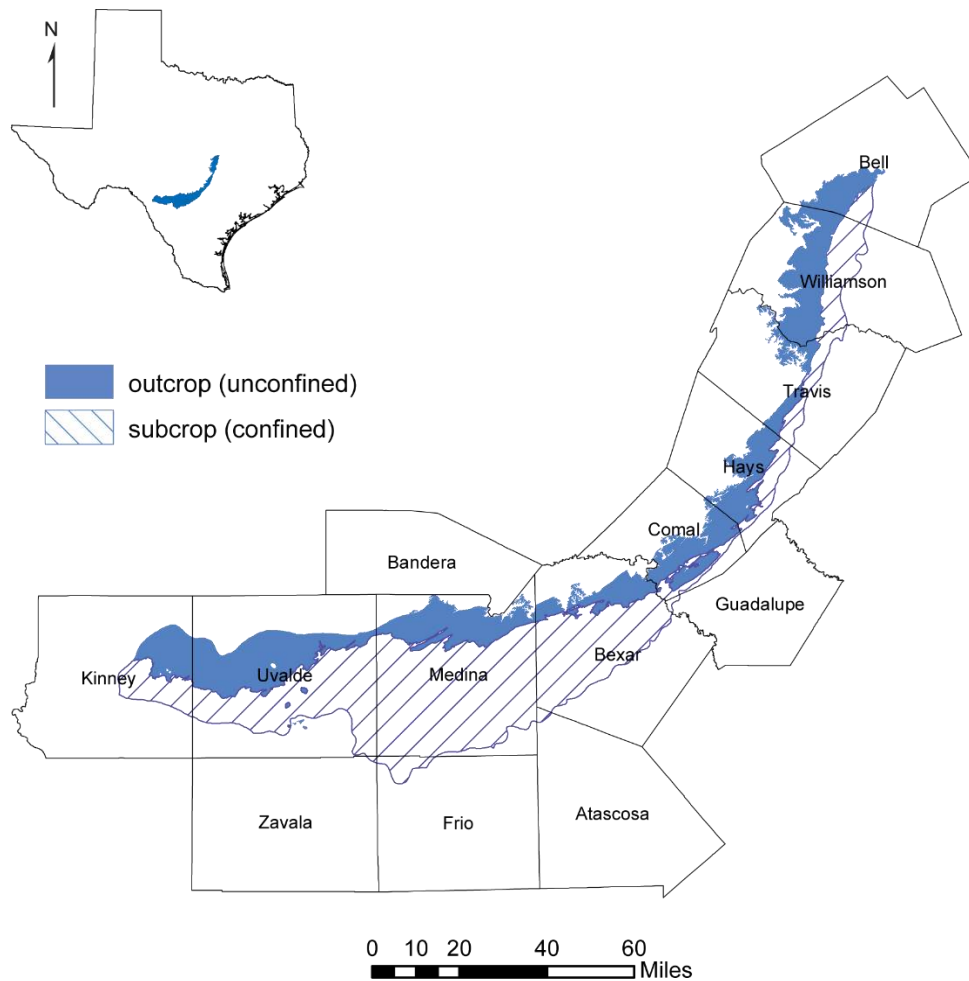 N
Bell
Williamson
outcrop (unconfined)
Travis
subcrop (confined)
Hays
Comal
Bandera
Guadalupe
Bexar
Kinney
Uvalde
Medina
Atascosa
Zavala
Frio
0 10 20 40 60
Miles